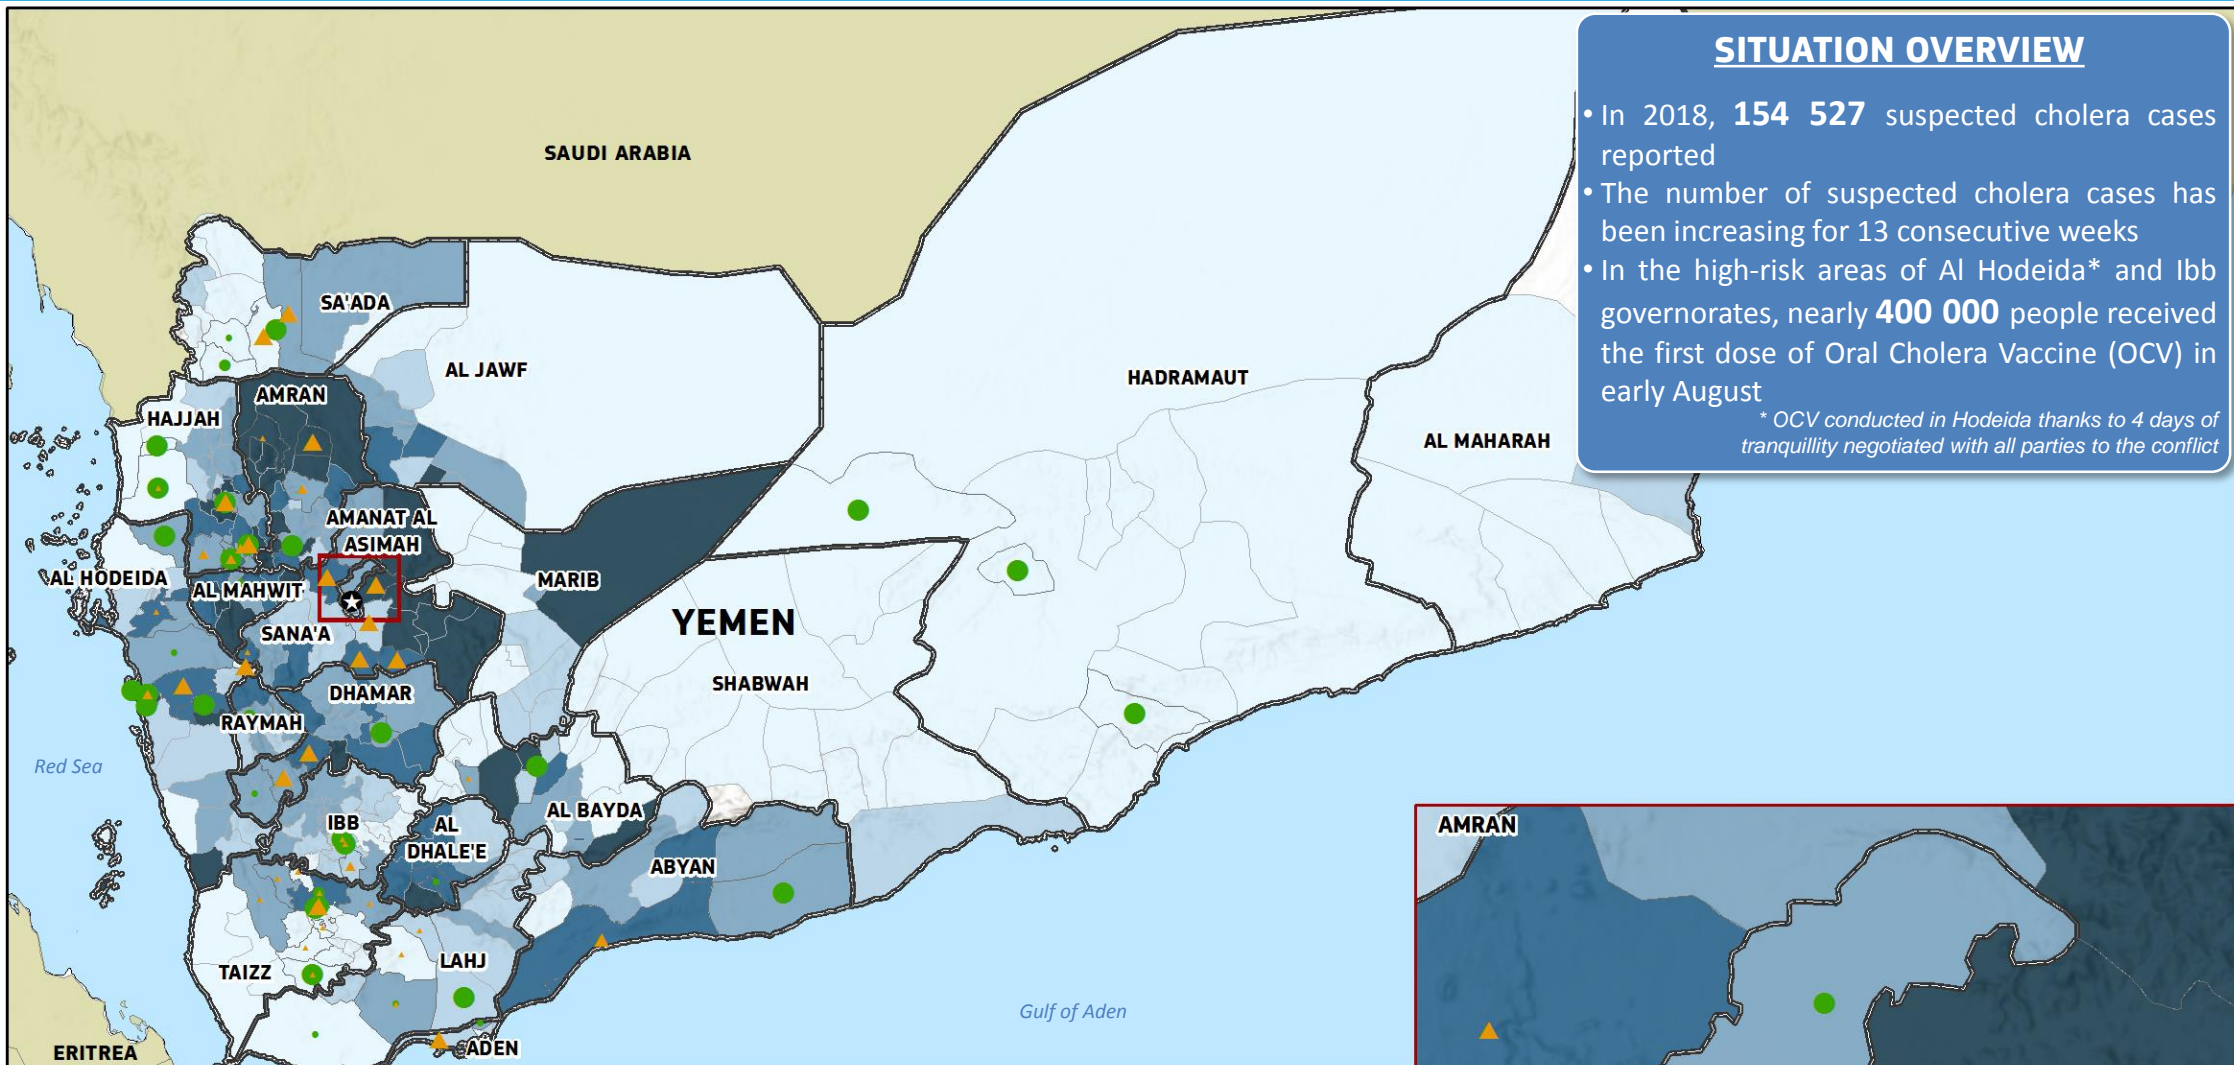 SITUATION OVERVIEW
• In 2018, 154 527 suspected cholera cases
reported
• The number of suspected cholera cases has
been increasing for 13 consecutive weeks
• In the high-risk areas of Al Hodeida* and Ibb
governorates, nearly 400 000 people received
the first dose of Oral Cholera Vaccine (OCV) in
early August
* OCV conducted in Hodeida thanks to 4 days of
tranquillity negotiated with all parties to the conflict
SAUDI ARABIA
SA'ADA
AL JAWF
HADRAMAUT
AMRAN
HAJJAH
AL MAHARAH
AMANAT AL
ASIMAH
AL HODEIDA
AL MAHWIT
MARIB
YEMEN
SANA'A
SHABWAH
DHAMAR
RAYMAH
Red Sea
IBB
AL
DHALE'E
AL BAYDA
ABYAN
AMRAN
TAIZZ
LAHJ
Gulf of Aden
ERITREA
ADEN